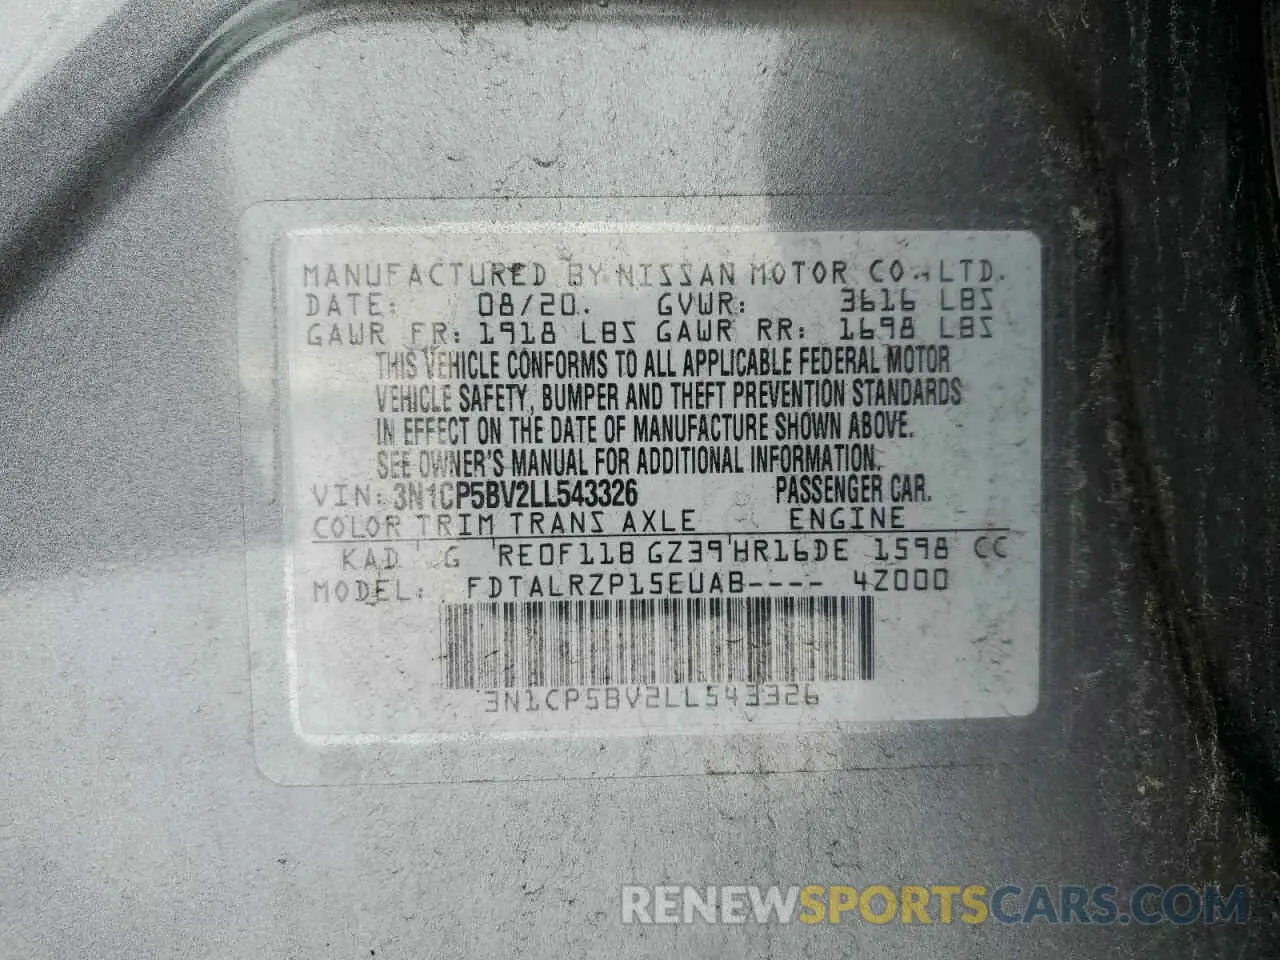 MANUFACTURED BY NISSAN MOTOR CO., LTD.
DATE: 08/20. GVWR: 3616 LBS
GAWR FR: 1918 LBS GAWR RR: 1698 LBS
THIS VEHICLE CONFORMS TO ALL APPLICABLE FEDERAL MOTOR
VEHICLE SAFETY, BUMPER AND THEFT PREVENTION STANDARDS
IN EFFECT ON THE DATE OF MANUFACTURE SHOWN ABOVE.
SEE OWNER'S MANUAL FOR ADDITIONAL INFORMATION.
VIN: 3N1CP5BV2LL543326 PASSENGER CAR.
COLOR TRIM TRANS AXLE ENGINE
KAD G RE0F11B GZ39 HR16DE 1598 CC
MODEL: FDTALRZP15EUAB---- 4Z000
3N1CP5BV2LL543326
RENEWSPORTSCARS.COM